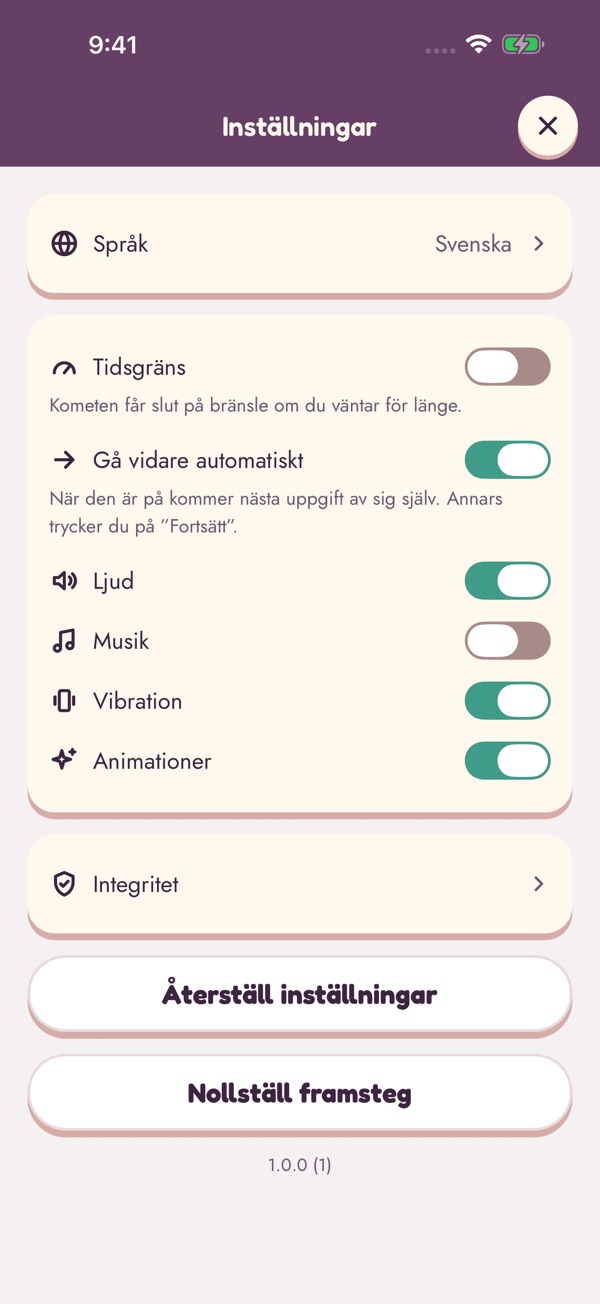 9:41
Inställningar
Språk
Svenska
Tidsgräns
Kometen får slut på bränsle om du väntar för länge.
Gå vidare automatiskt
När den är på kommer nästa uppgift av sig själv. Annars
trycker du på ”Fortsätt”.
Ljud
Musik
Vibration
Animationer
Integritet
Återställ inställningar
Nollställ framsteg
1.0.0 (1)